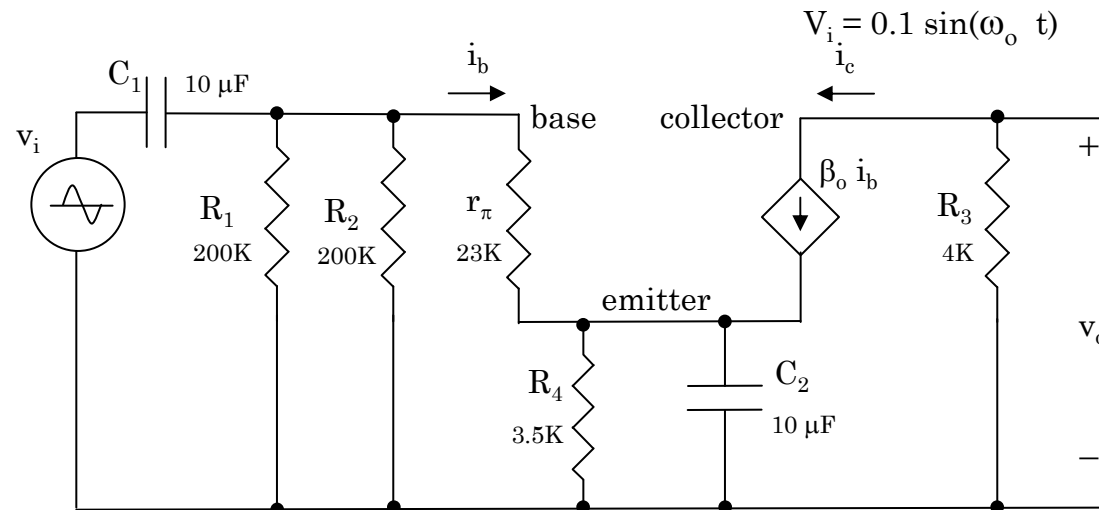 V_i = 0.1 sin(ω_o t)
i_b
i_c
C_1
10 µF
base
collector
v_i
+
β_o i_b
R_1
200K
R_2
200K
r_π
23K
R_3
4K
emitter
R_4
3.5K
C_2
10 µF
−